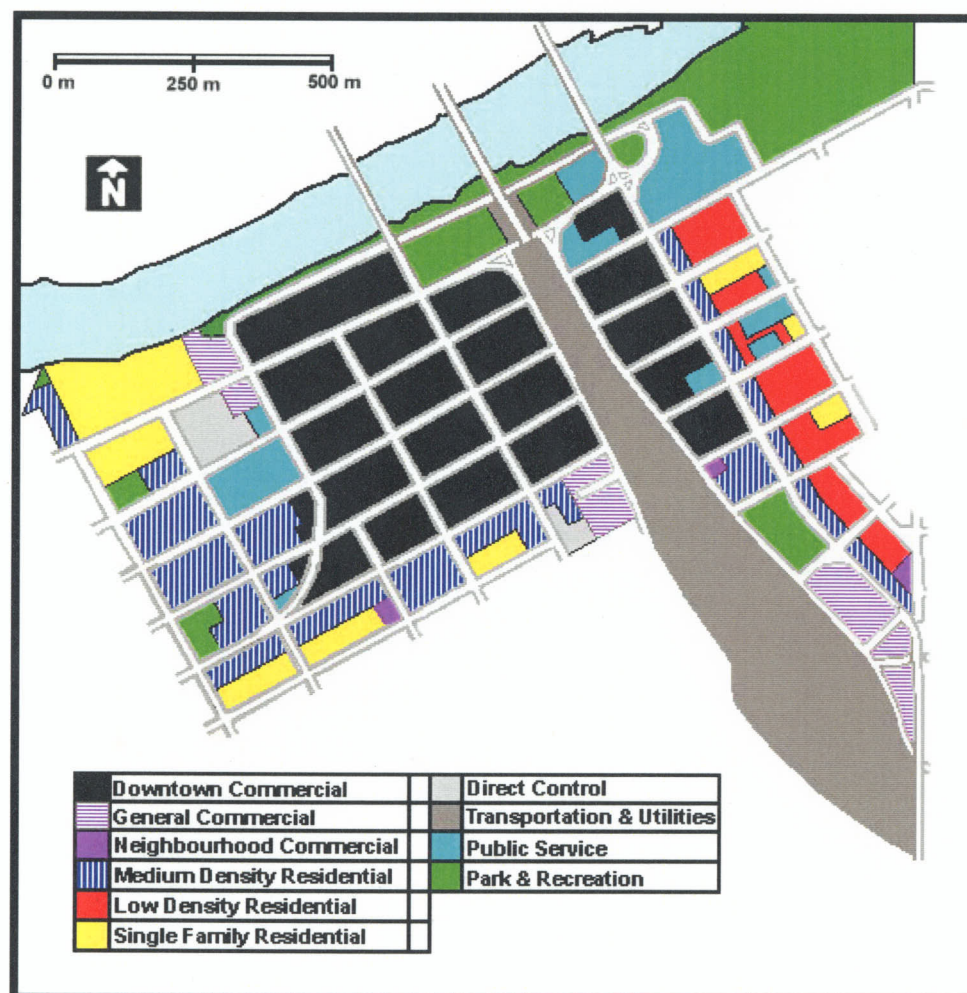 0 m 250 m 500 m
N
Downtown Commercial
General Commercial
Neighbourhood Commercial
Medium Density Residential
Low Density Residential
Single Family Residential
Direct Control
Transportation & Utilities
Public Service
Park & Recreation